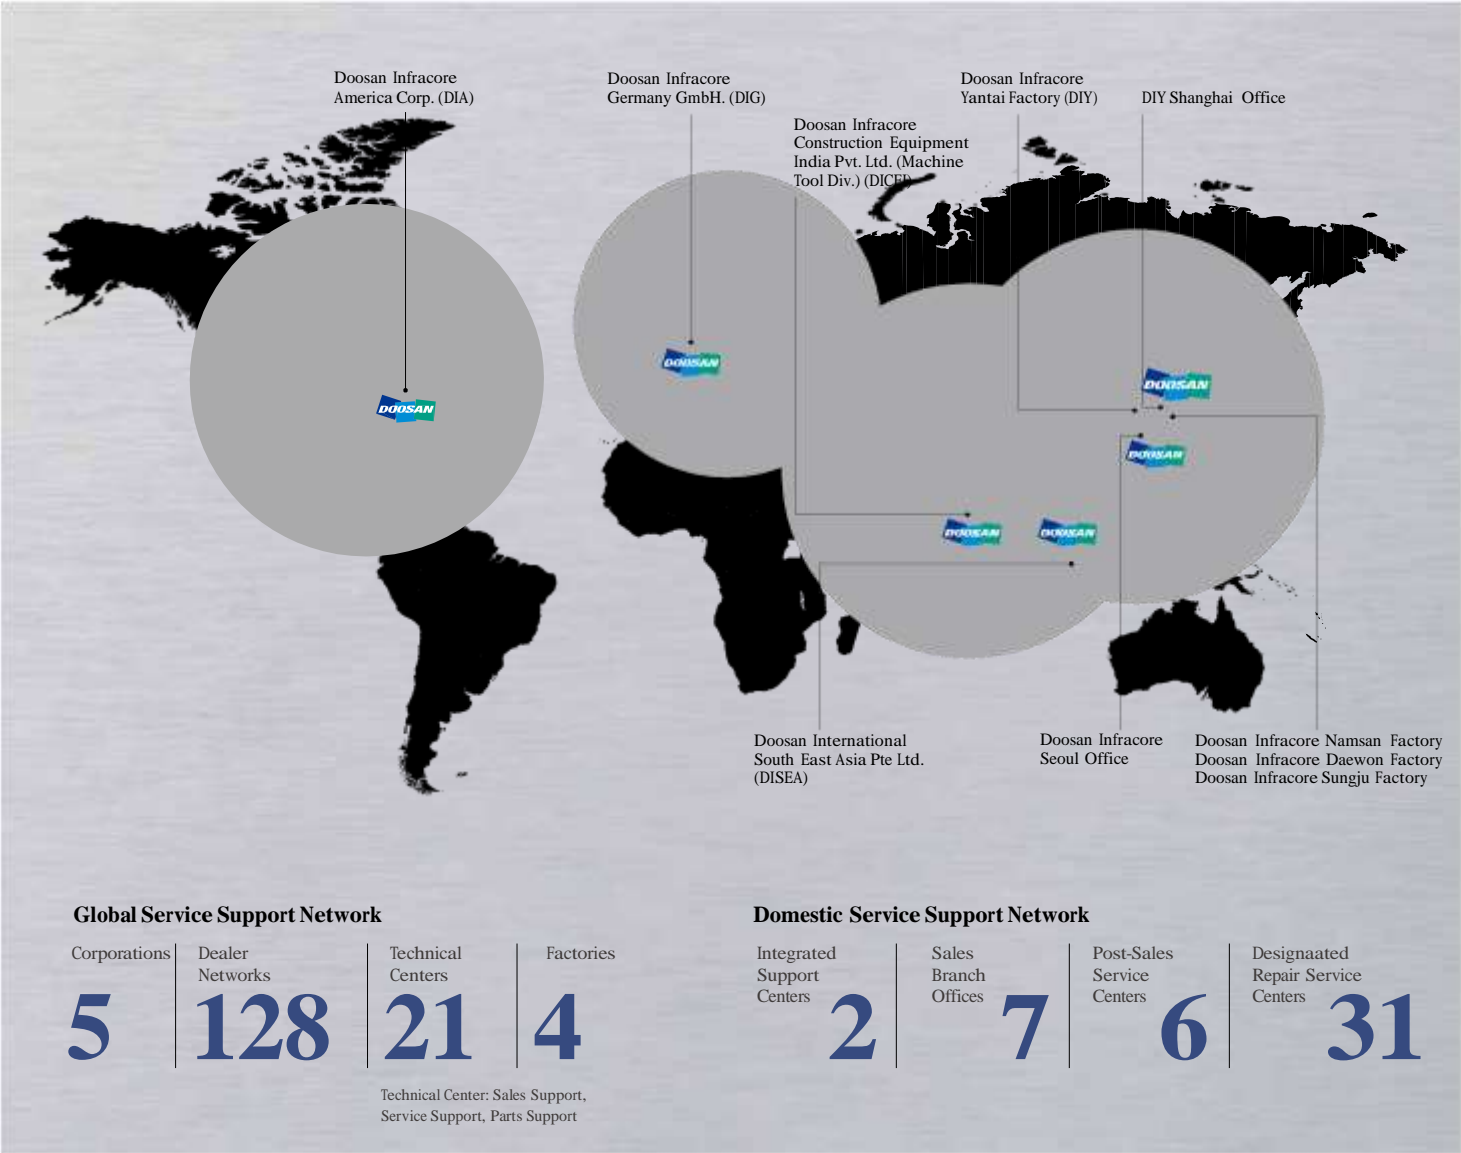 Doosan Infracore
America Corp. (DIA)
Doosan Infracore
Germany GmbH. (DIG)
Doosan Infracore
Construction Equipment
India Pvt. Ltd. (Machine
Tool Div.) (DICEI)
Doosan Infracore
Yantai Factory (DIY)
DIY Shanghai Office
DOOSAN
DOOSAN
DOOSAN
DOOSAN
DOOSAN
DOOSAN
Doosan International
South East Asia Pte Ltd.
(DISEA)
Doosan Infracore
Seoul Office
Doosan Infracore Namsan Factory
Doosan Infracore Daewon Factory
Doosan Infracore Sungju Factory
Global Service Support Network
Corporations
5
Dealer
Networks
128
Technical
Centers
21
Factories
4
Technical Center: Sales Support,
Service Support, Parts Support
Domestic Service Support Network
Integrated
Support
Centers
2
Sales
Branch
Offices
7
Post-Sales
Service
Centers
6
Designaated
Repair Service
Centers
31